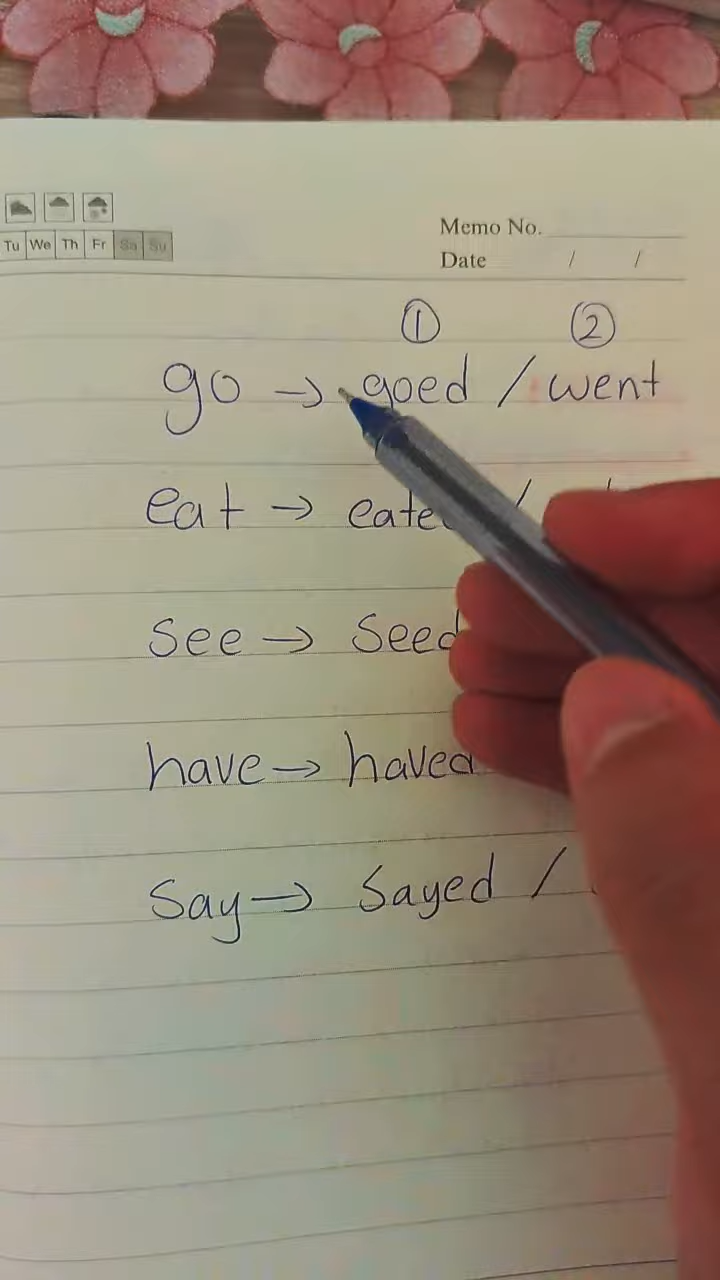 Memo No.
Tu We Th Fr Sa Su
Date / /
① ②
go → goed / went
eat → /
see → seed
have → haved
say → sayed /